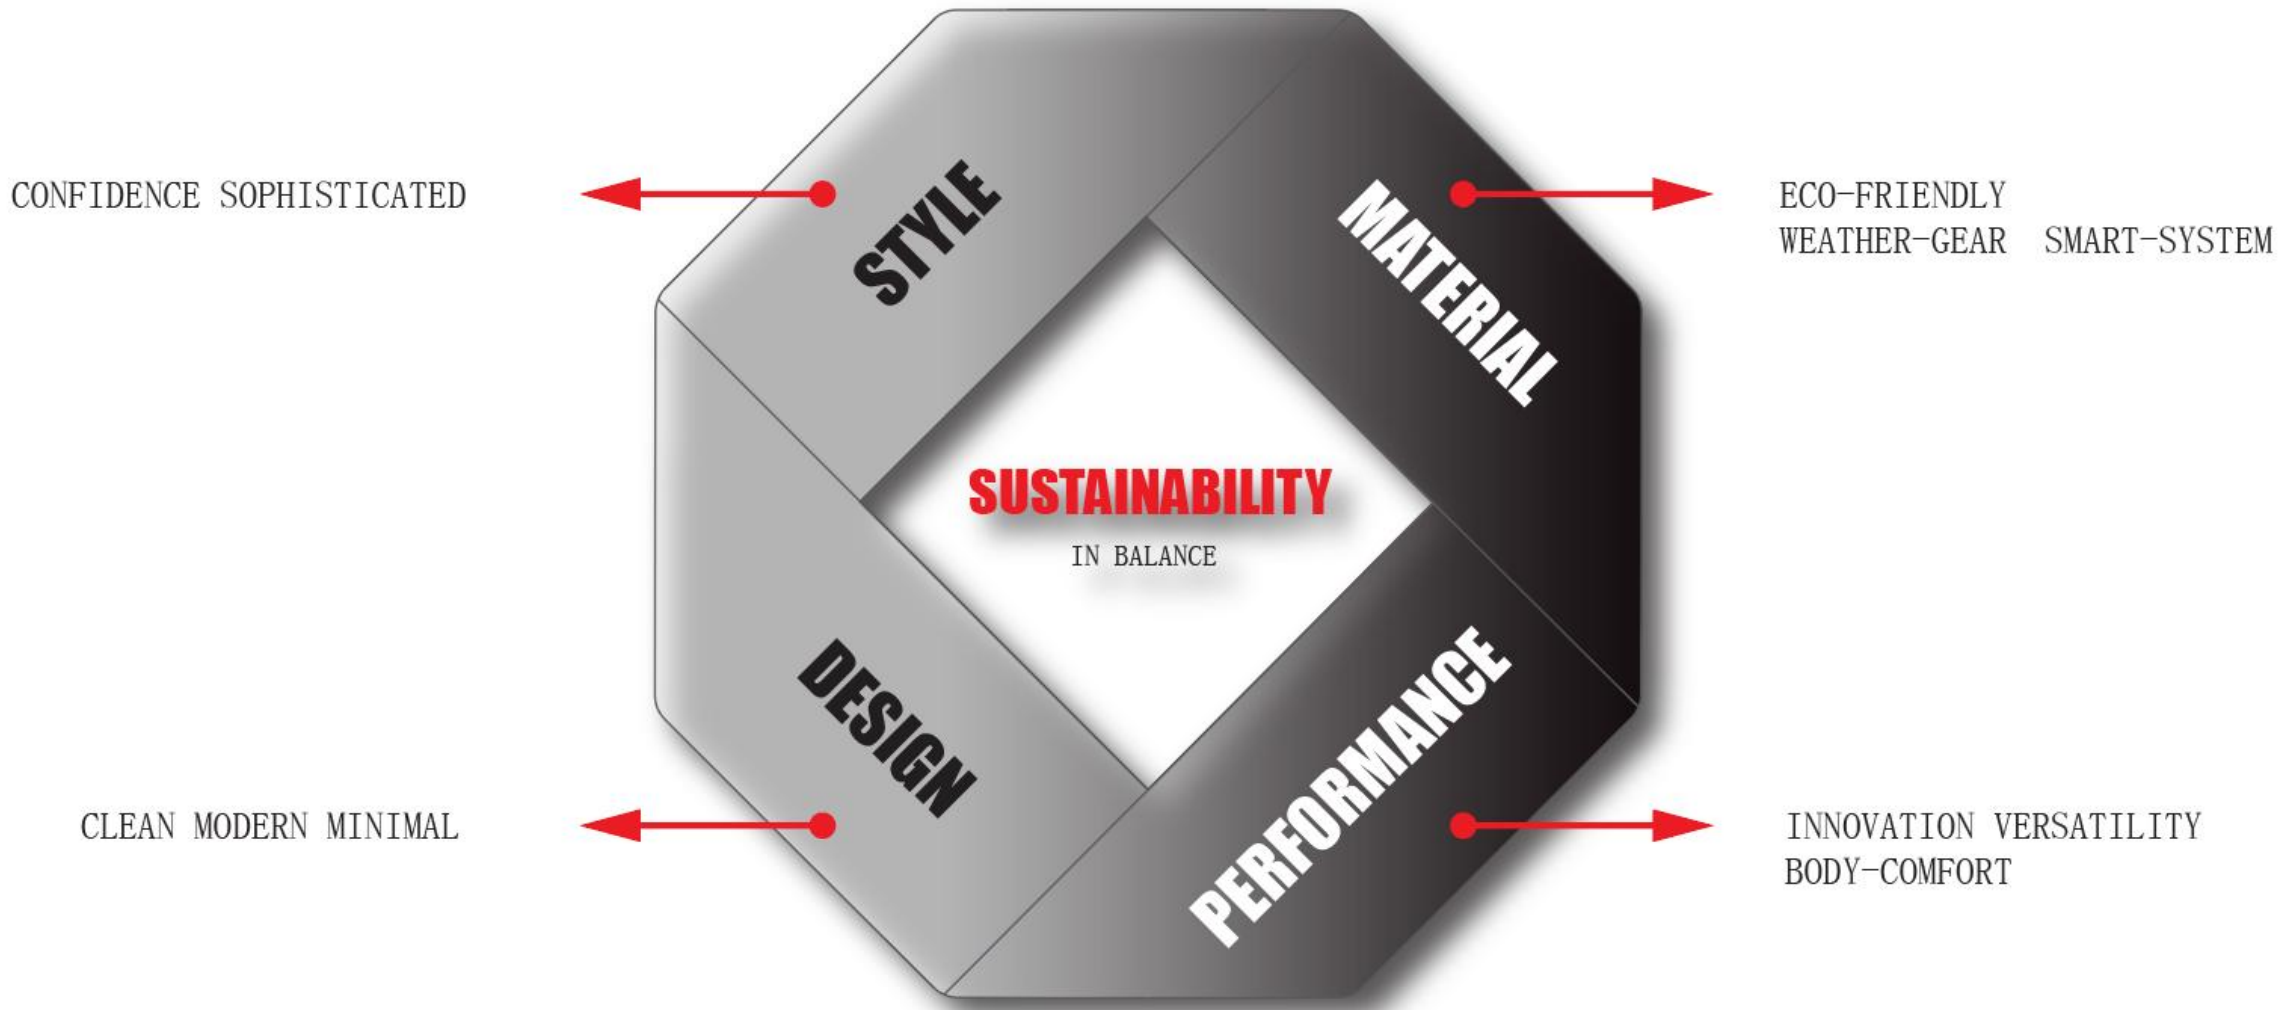 STYLE
CONFIDENCE SOPHISTICATED
MATERIAL
ECO-FRIENDLY
WEATHER-GEAR SMART-SYSTEM
SUSTAINABILITY
IN BALANCE
DESIGN
CLEAN MODERN MINIMAL
PERFORMANCE
INNOVATION VERSATILITY
BODY-COMFORT